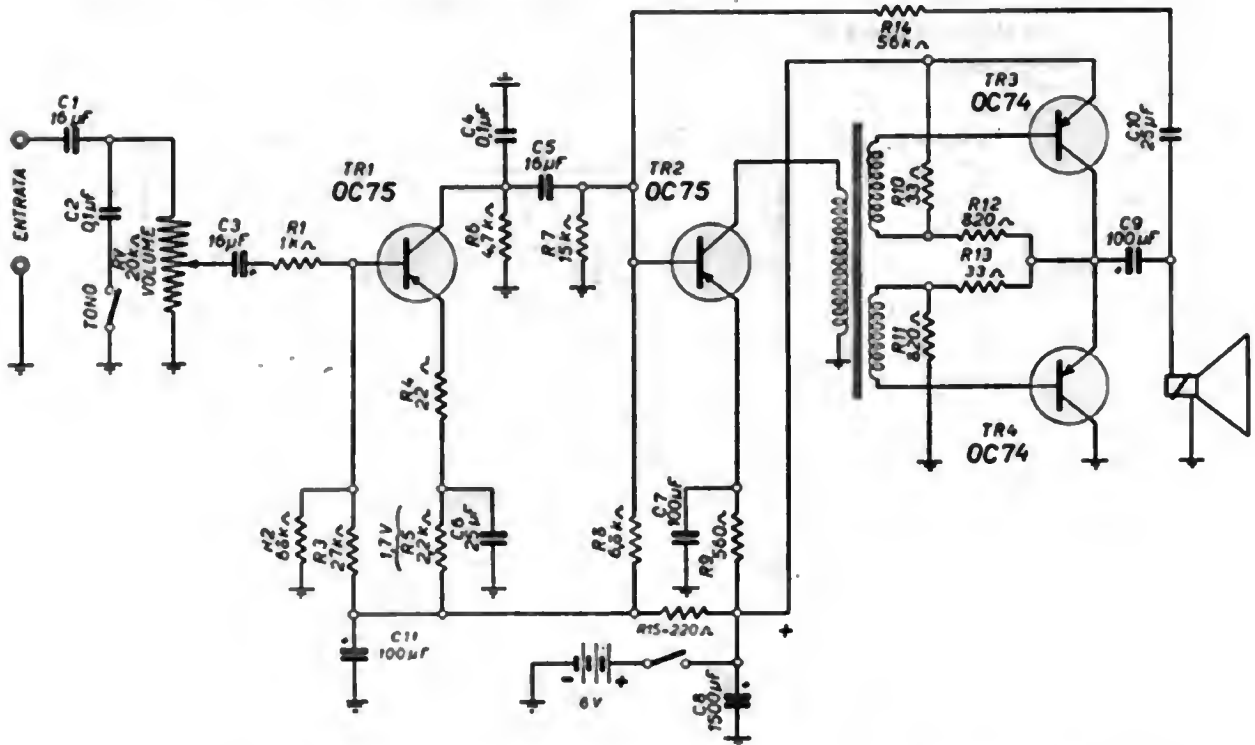 ENTRATA
C1
16µF
C2
0,1µF
TONO
RV
20kΩ
VOLUME
C3
16µF
+
R1
1kΩ
TR1
OC75
C4
0,1µF
C5
16µF
R6
4,7kΩ
R7
15kΩ
R4
22 Ω
R2
68kΩ
R3
27kΩ
1,7V
R5
2,2kΩ
C6
25µF
+
C11
100µF
TR2
OC75
R8
6,8kΩ
C7
100µF
R9
560Ω
R15-220Ω
+
- +
6V
C8
1500µF
+
R14
56kΩ
TR3
OC74
R10
33Ω
R12
820Ω
R13
33Ω
R11
820Ω
C9
100µF
+
C10
25µF
TR4
OC74